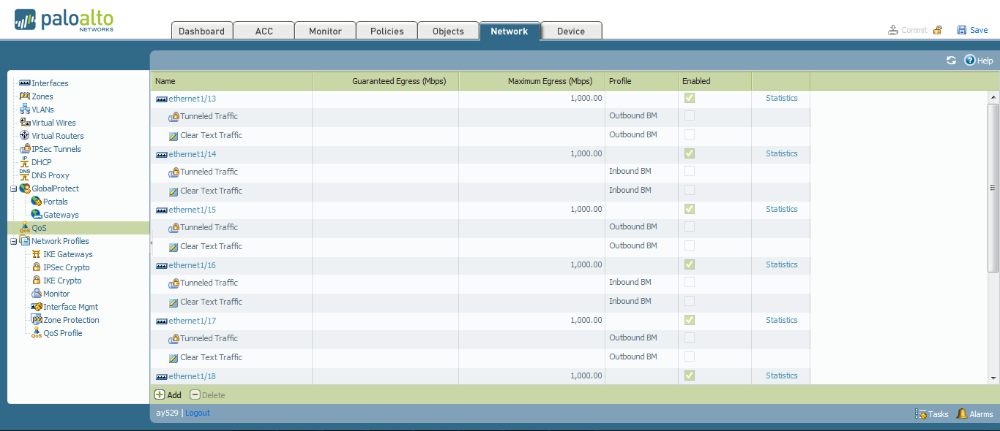 paloalto
NETWORKS
Dashboard ACC Monitor Policies Objects Network Device
Commit Save
Help
Interfaces
Zones
VLANs
Virtual Wires
Virtual Routers
IPSec Tunnels
IP DHCP
DNS DNS Proxy
GlobalProtect
Portals
Gateways
QoS QoS
Network Profiles
IKE Gateways
IPSec Crypto
IKE Crypto
Monitor
Interface Mgmt
Zone Protection
QoS QoS Profile
Name Guaranteed Egress (Mbps) Maximum Egress (Mbps) Profile Enabled
ethernet1/13 1,000.00 Statistics
Tunneled Traffic Outbound BM
Clear Text Traffic Outbound BM
ethernet1/14 1,000.00 Statistics
Tunneled Traffic Inbound BM
Clear Text Traffic Inbound BM
ethernet1/15 1,000.00 Statistics
Tunneled Traffic Outbound BM
Clear Text Traffic Outbound BM
ethernet1/16 1,000.00 Statistics
Tunneled Traffic Inbound BM
Clear Text Traffic Inbound BM
ethernet1/17 1,000.00 Statistics
Tunneled Traffic Outbound BM
Clear Text Traffic Outbound BM
ethernet1/18 1,000.00 Statistics
Add Delete
ay529 | Logout
Tasks Alarms